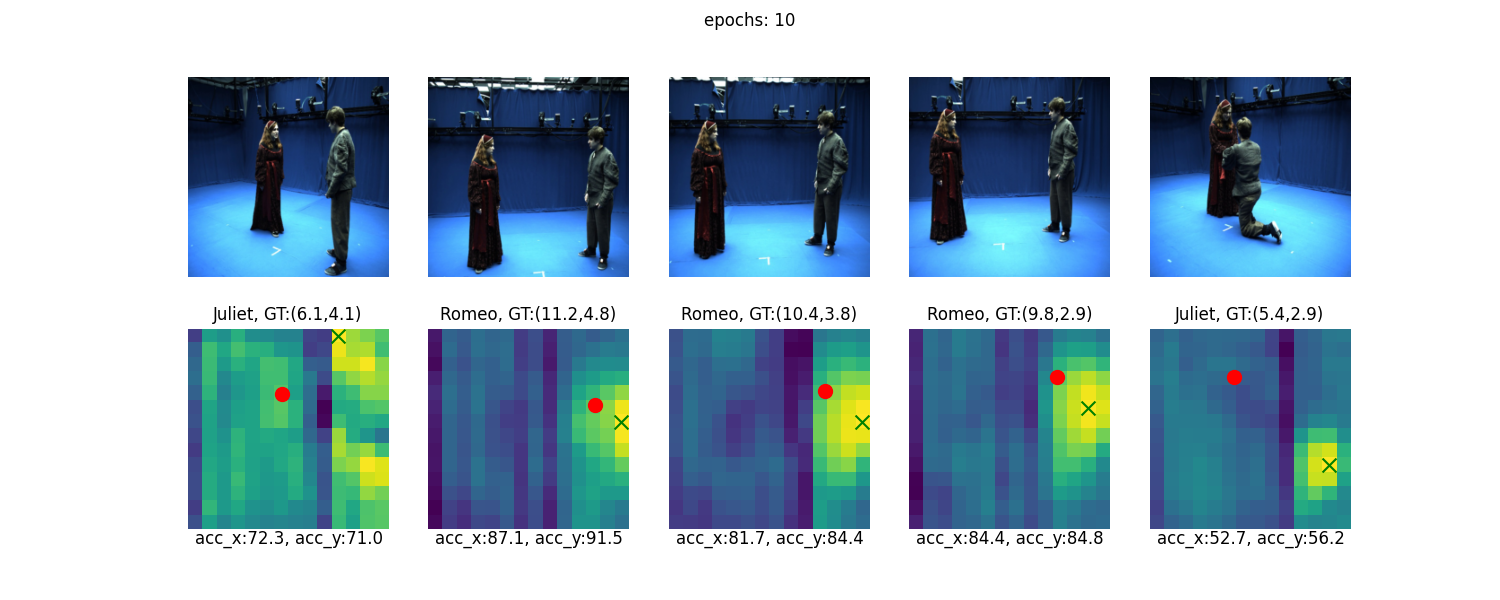 epochs: 10
Juliet, GT:(6.1,4.1)
Romeo, GT:(11.2,4.8)
Romeo, GT:(10.4,3.8)
Romeo, GT:(9.8,2.9)
Juliet, GT:(5.4,2.9)
acc_x:72.3, acc_y:71.0
acc_x:87.1, acc_y:91.5
acc_x:81.7, acc_y:84.4
acc_x:84.4, acc_y:84.8
acc_x:52.7, acc_y:56.2